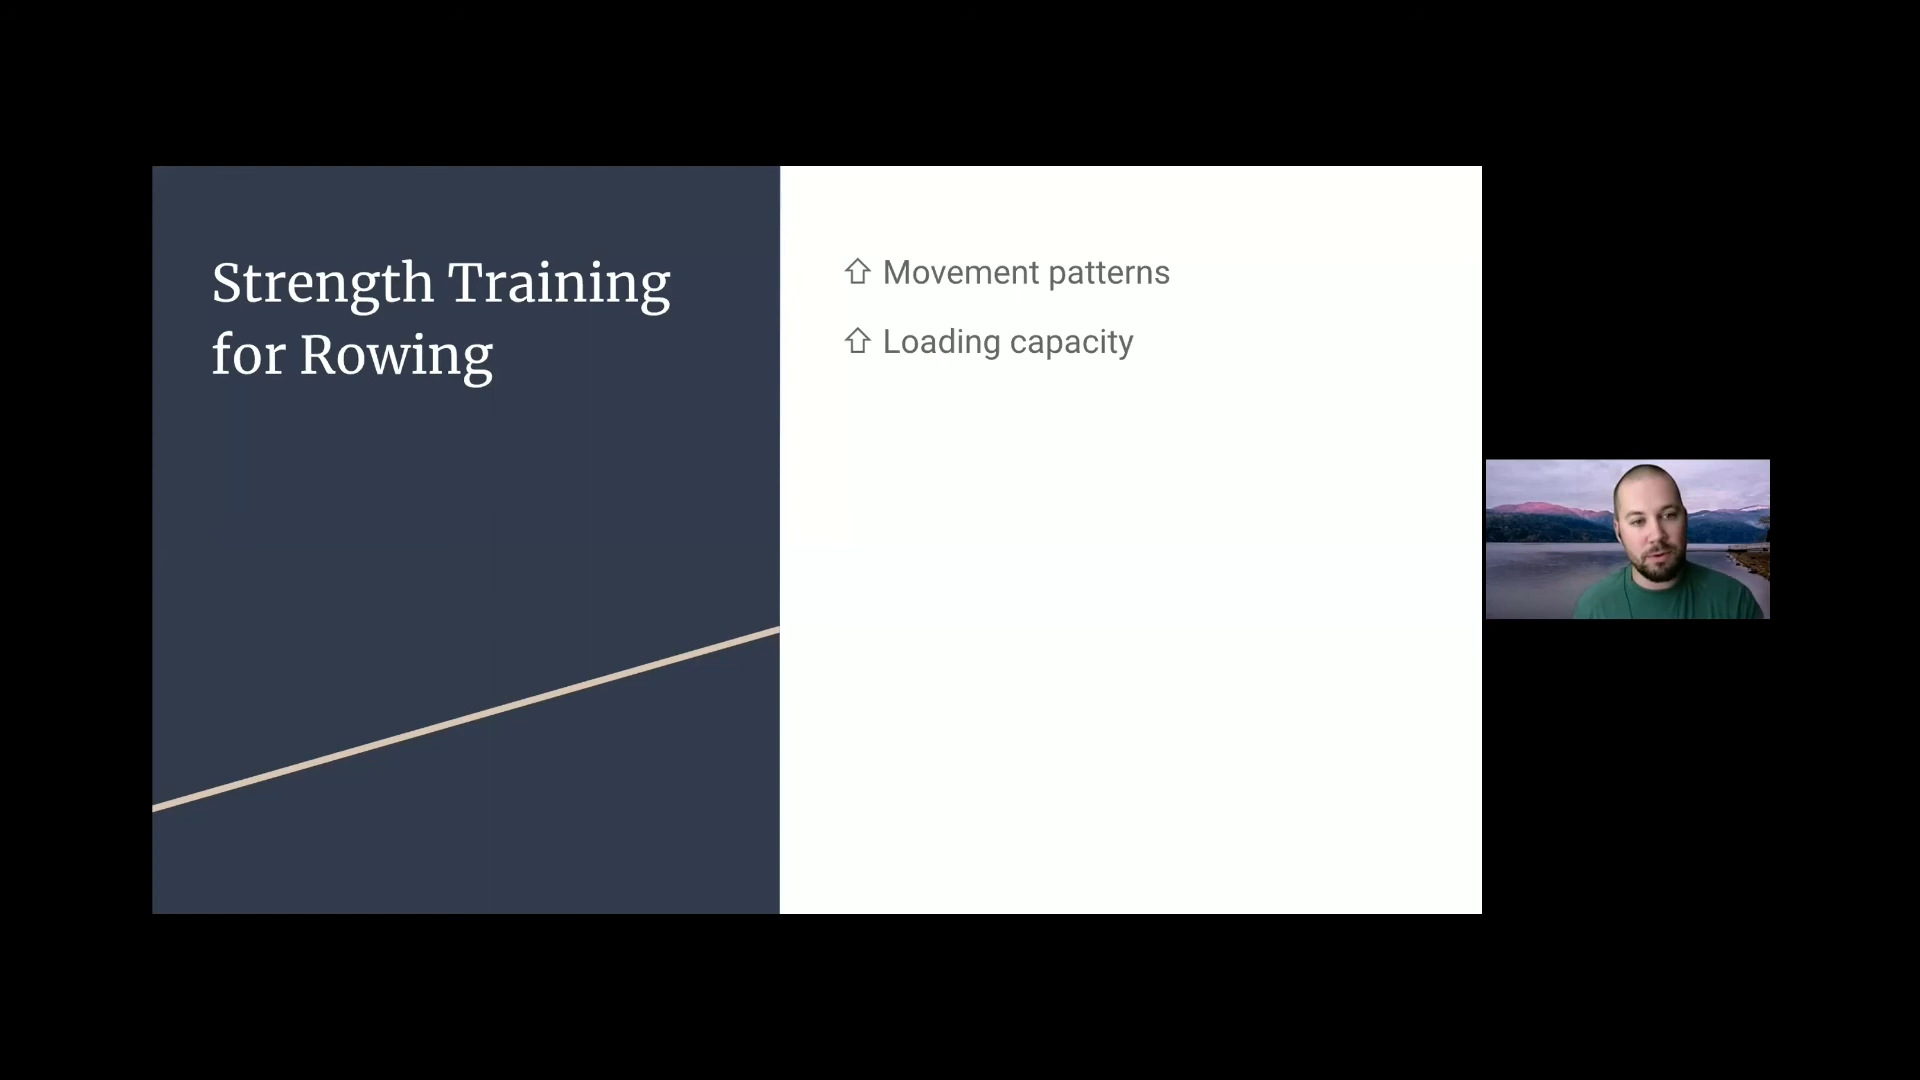 Strength Training
for Rowing
⇧ Movement patterns
⇧ Loading capacity